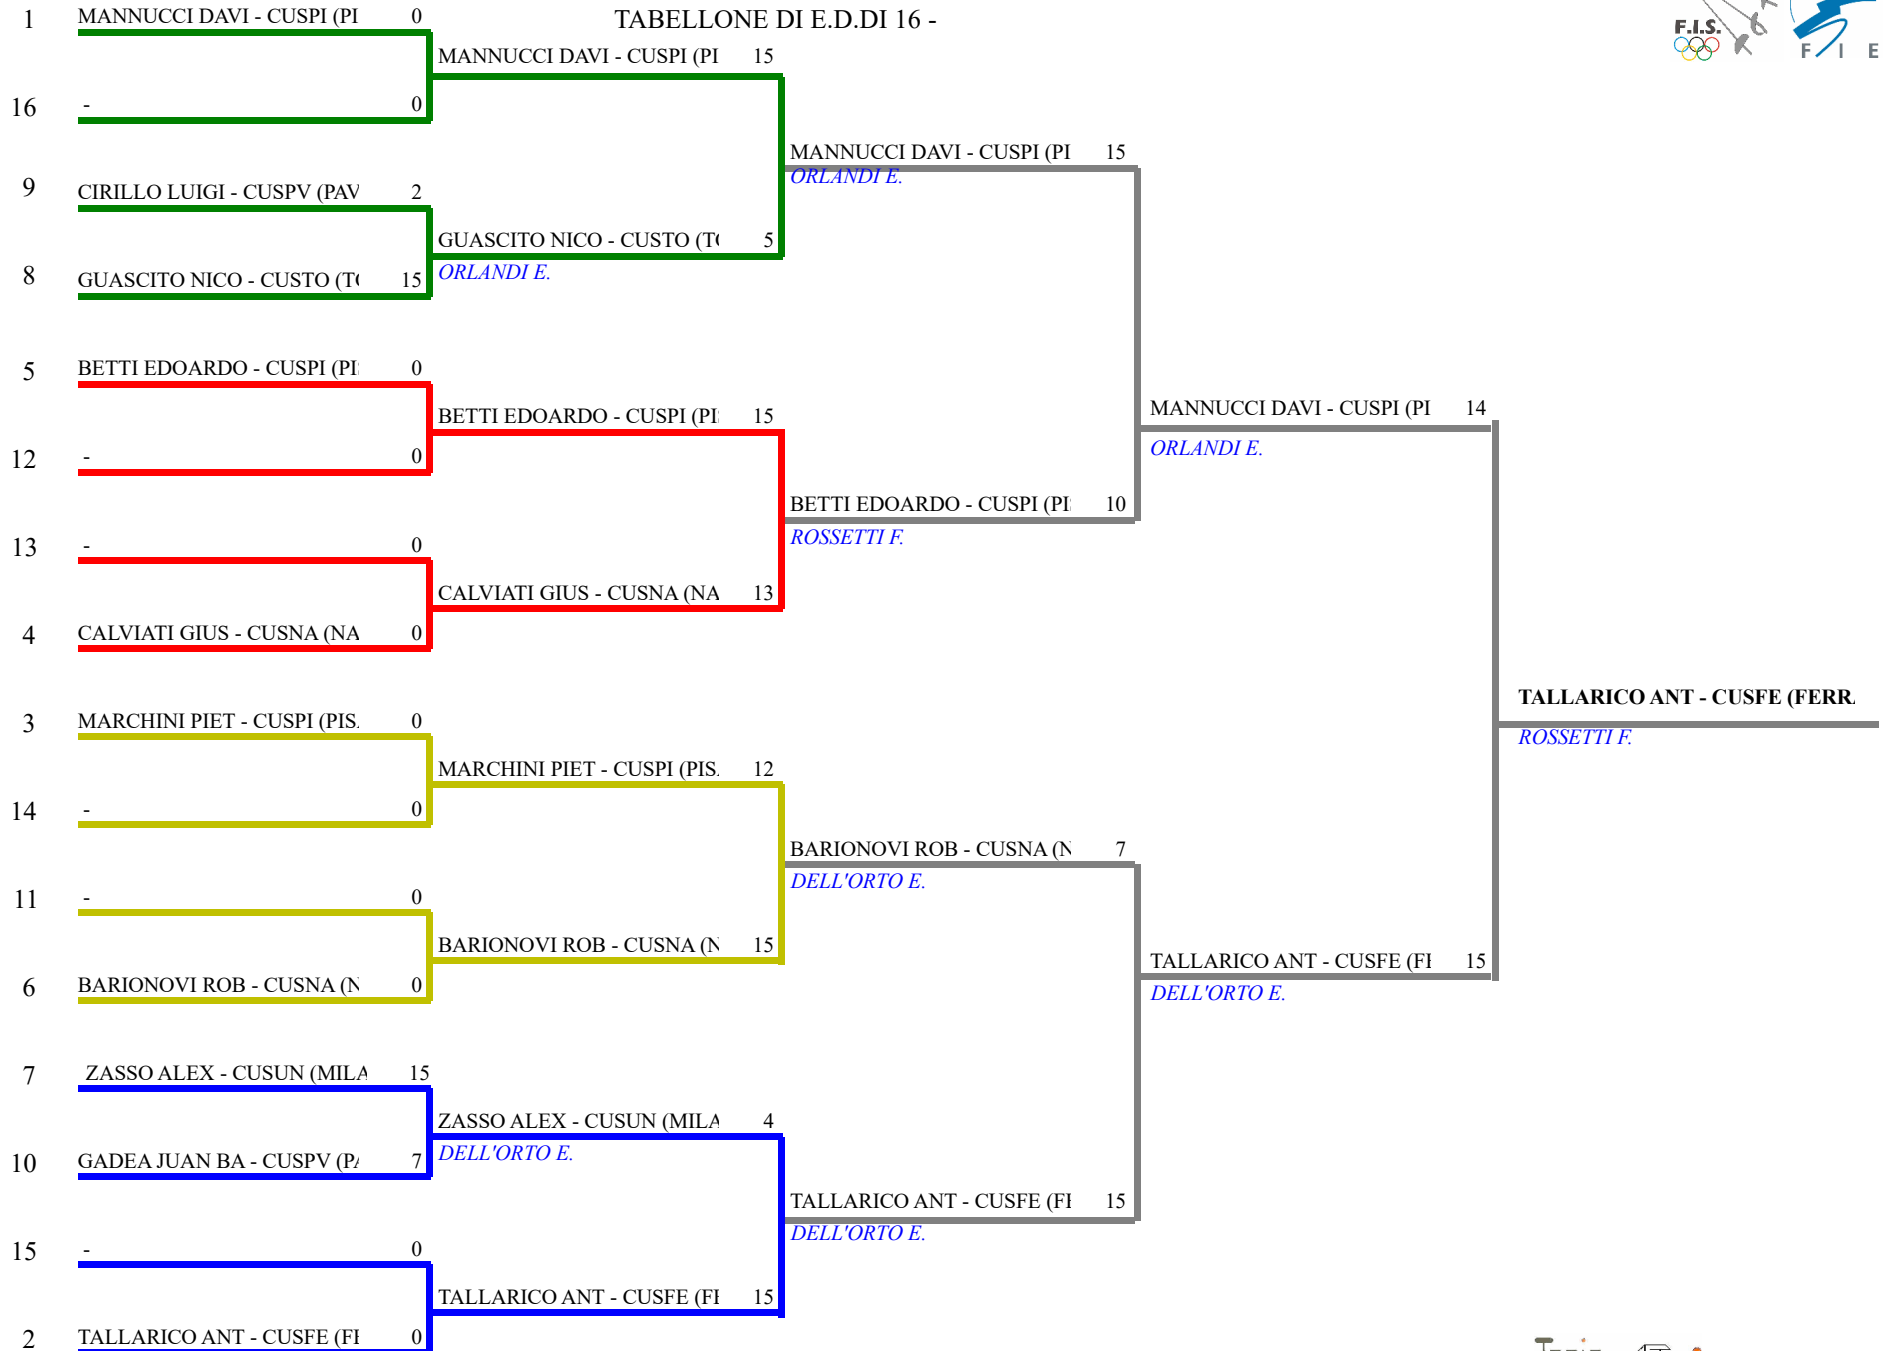 TABELLONE DI E.D.DI 16 -
F.I.S.
F I E
1 MANNUCCI DAVI - CUSPI (PI 0
MANNUCCI DAVI - CUSPI (PI 15
16 - 0
MANNUCCI DAVI - CUSPI (PI 15
ORLANDI E.
9 CIRILLO LUIGI - CUSPV (PAV 2
GUASCITO NICO - CUSTO (TO 5
ORLANDI E.
8 GUASCITO NICO - CUSTO (TO 15
5 BETTI EDOARDO - CUSPI (PI 0
BETTI EDOARDO - CUSPI (PI 15
MANNUCCI DAVI - CUSPI (PI 14
ORLANDI E.
12 - 0
BETTI EDOARDO - CUSPI (PI 10
ROSSETTI F.
13 - 0
CALVIATI GIUS - CUSNA (NA 13
4 CALVIATI GIUS - CUSNA (NA 0
TALLARICO ANT - CUSFE (FERR
ROSSETTI F.
3 MARCHINI PIET - CUSPI (PIS 0
MARCHINI PIET - CUSPI (PIS 12
14 - 0
BARIONOVI ROB - CUSNA (N 7
DELL'ORTO E.
11 - 0
BARIONOVI ROB - CUSNA (N 15
TALLARICO ANT - CUSFE (F 15
DELL'ORTO E.
6 BARIONOVI ROB - CUSNA (N 0
7 ZASSO ALEX - CUSUN (MILA 15
ZASSO ALEX - CUSUN (MILA 4
DELL'ORTO E.
10 GADEA JUAN BA - CUSPV (PA 7
TALLARICO ANT - CUSFE (F 15
DELL'ORTO E.
15 - 0
TALLARICO ANT - CUSFE (F 15
2 TALLARICO ANT - CUSFE (F 0